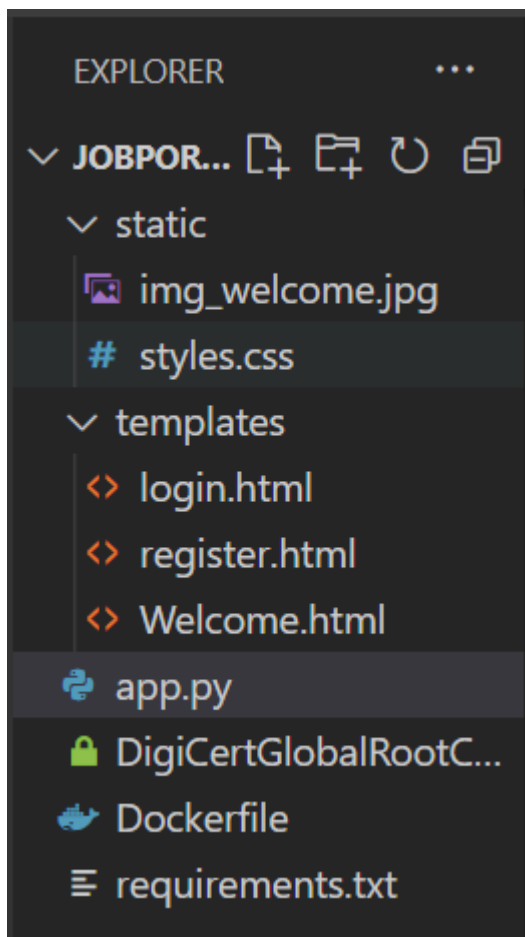 EXPLORER ...
JOBPOR...
static
img_welcome.jpg
# styles.css
templates
<> login.html
<> register.html
<> Welcome.html
app.py
DigiCertGlobalRootC...
Dockerfile
requirements.txt